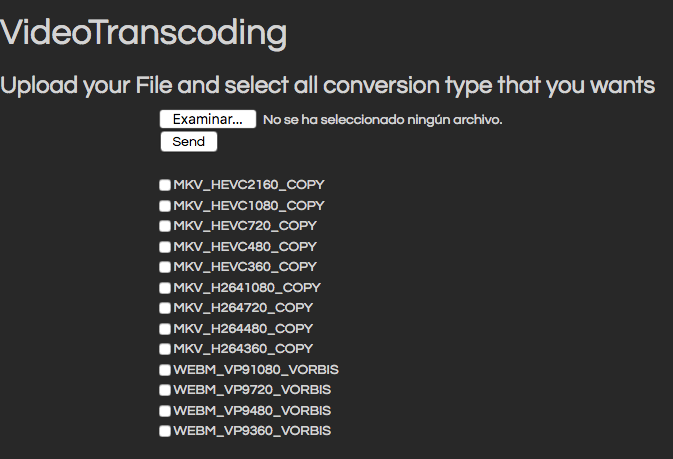 VideoTranscoding
Upload your File and select all conversion type that you wants
Examinar... No se ha seleccionado ningún archivo.
Send
MKV_HEVC2160_COPY
MKV_HEVC1080_COPY
MKV_HEVC720_COPY
MKV_HEVC480_COPY
MKV_HEVC360_COPY
MKV_H2641080_COPY
MKV_H264720_COPY
MKV_H264480_COPY
MKV_H264360_COPY
WEBM_VP91080_VORBIS
WEBM_VP9720_VORBIS
WEBM_VP9480_VORBIS
WEBM_VP9360_VORBIS